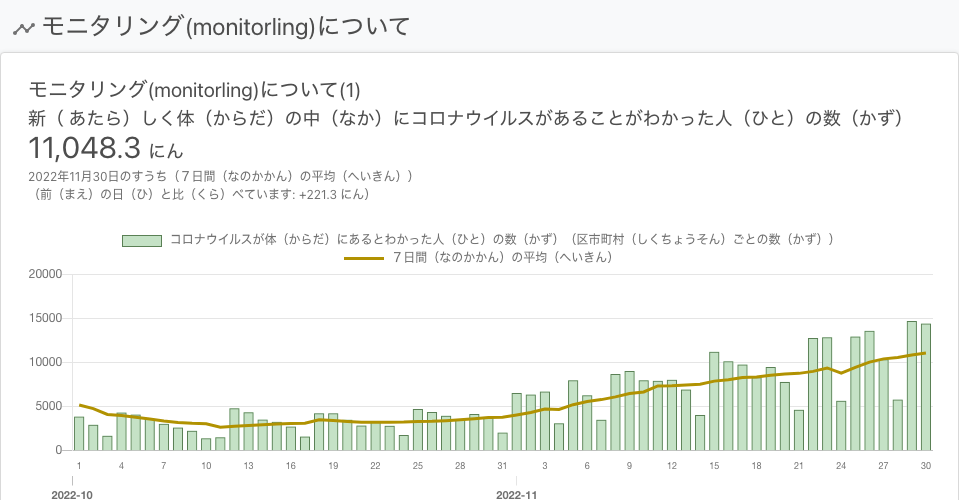 モニタリング(monitorling)について
モニタリング(monitorling)について(1)
新（ あたら）しく体（からだ）の中（なか）にコロナウイルスがあることがわかった人（ひと）の数（かず）
11,048.3 にん
2022年11月30日のすうち（７日間（なのかかん）の平均（へいきん））
（前（まえ）の日（ひ）と比（くら）べています: +221.3 にん）
コロナウイルスが体（からだ）にあるとわかった人（ひと）の数（かず）（区市町村（しくちょうそん）ごとの数（かず））
７日間（なのかかん）の平均（へいきん）
20000
15000
10000
5000
0
1 4 7 10 13 16 19 22 25 28 31 3 6 9 12 15 18 21 24 27 30
2022-10 2022-11